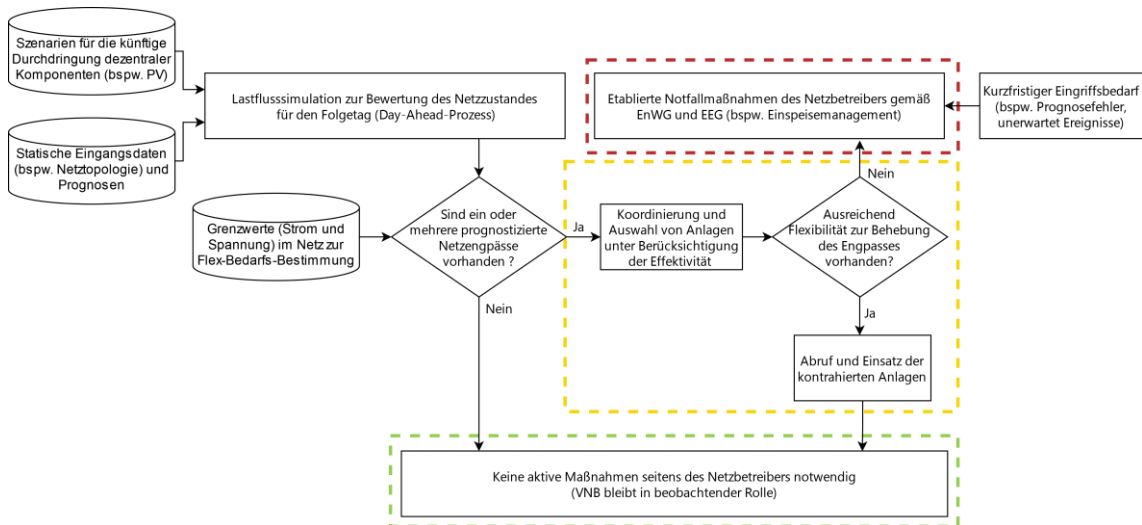 Szenarien für die künftige
Durchdringung dezentraler
Komponenten (bspw. PV)
Statische Eingangsdaten
(bspw. Netztopologie) und
Prognosen
Lastflusssimulation zur Bewertung des Netzzustandes
für den Folgetag (Day-Ahead-Prozess)
Etablierte Notfallmaßnahmen des Netzbetreibers gemäß
EnWG und EEG (bspw. Einspeisemanagement)
Kurzfristiger Eingriffsbedarf
(bspw. Prognosefehler,
unerwartet Ereignisse)
Grenzwerte (Strom und
Spannung) im Netz zur
Flex-Bedarfs-Bestimmung
Sind ein oder
mehrere prognostizierte
Netzengpässe
vorhanden ?
Ja
Koordinierung und
Auswahl von Anlagen
unter Berücksichtigung
der Effektivität
Nein
Ausreichend
Flexibilität zur Behebung
des Engpasses
vorhanden?
Nein
Ja
Abruf und Einsatz der
kontrahierten Anlagen
Keine aktive Maßnahmen seitens des Netzbetreibers notwendig
(VNB bleibt in beobachtender Rolle)